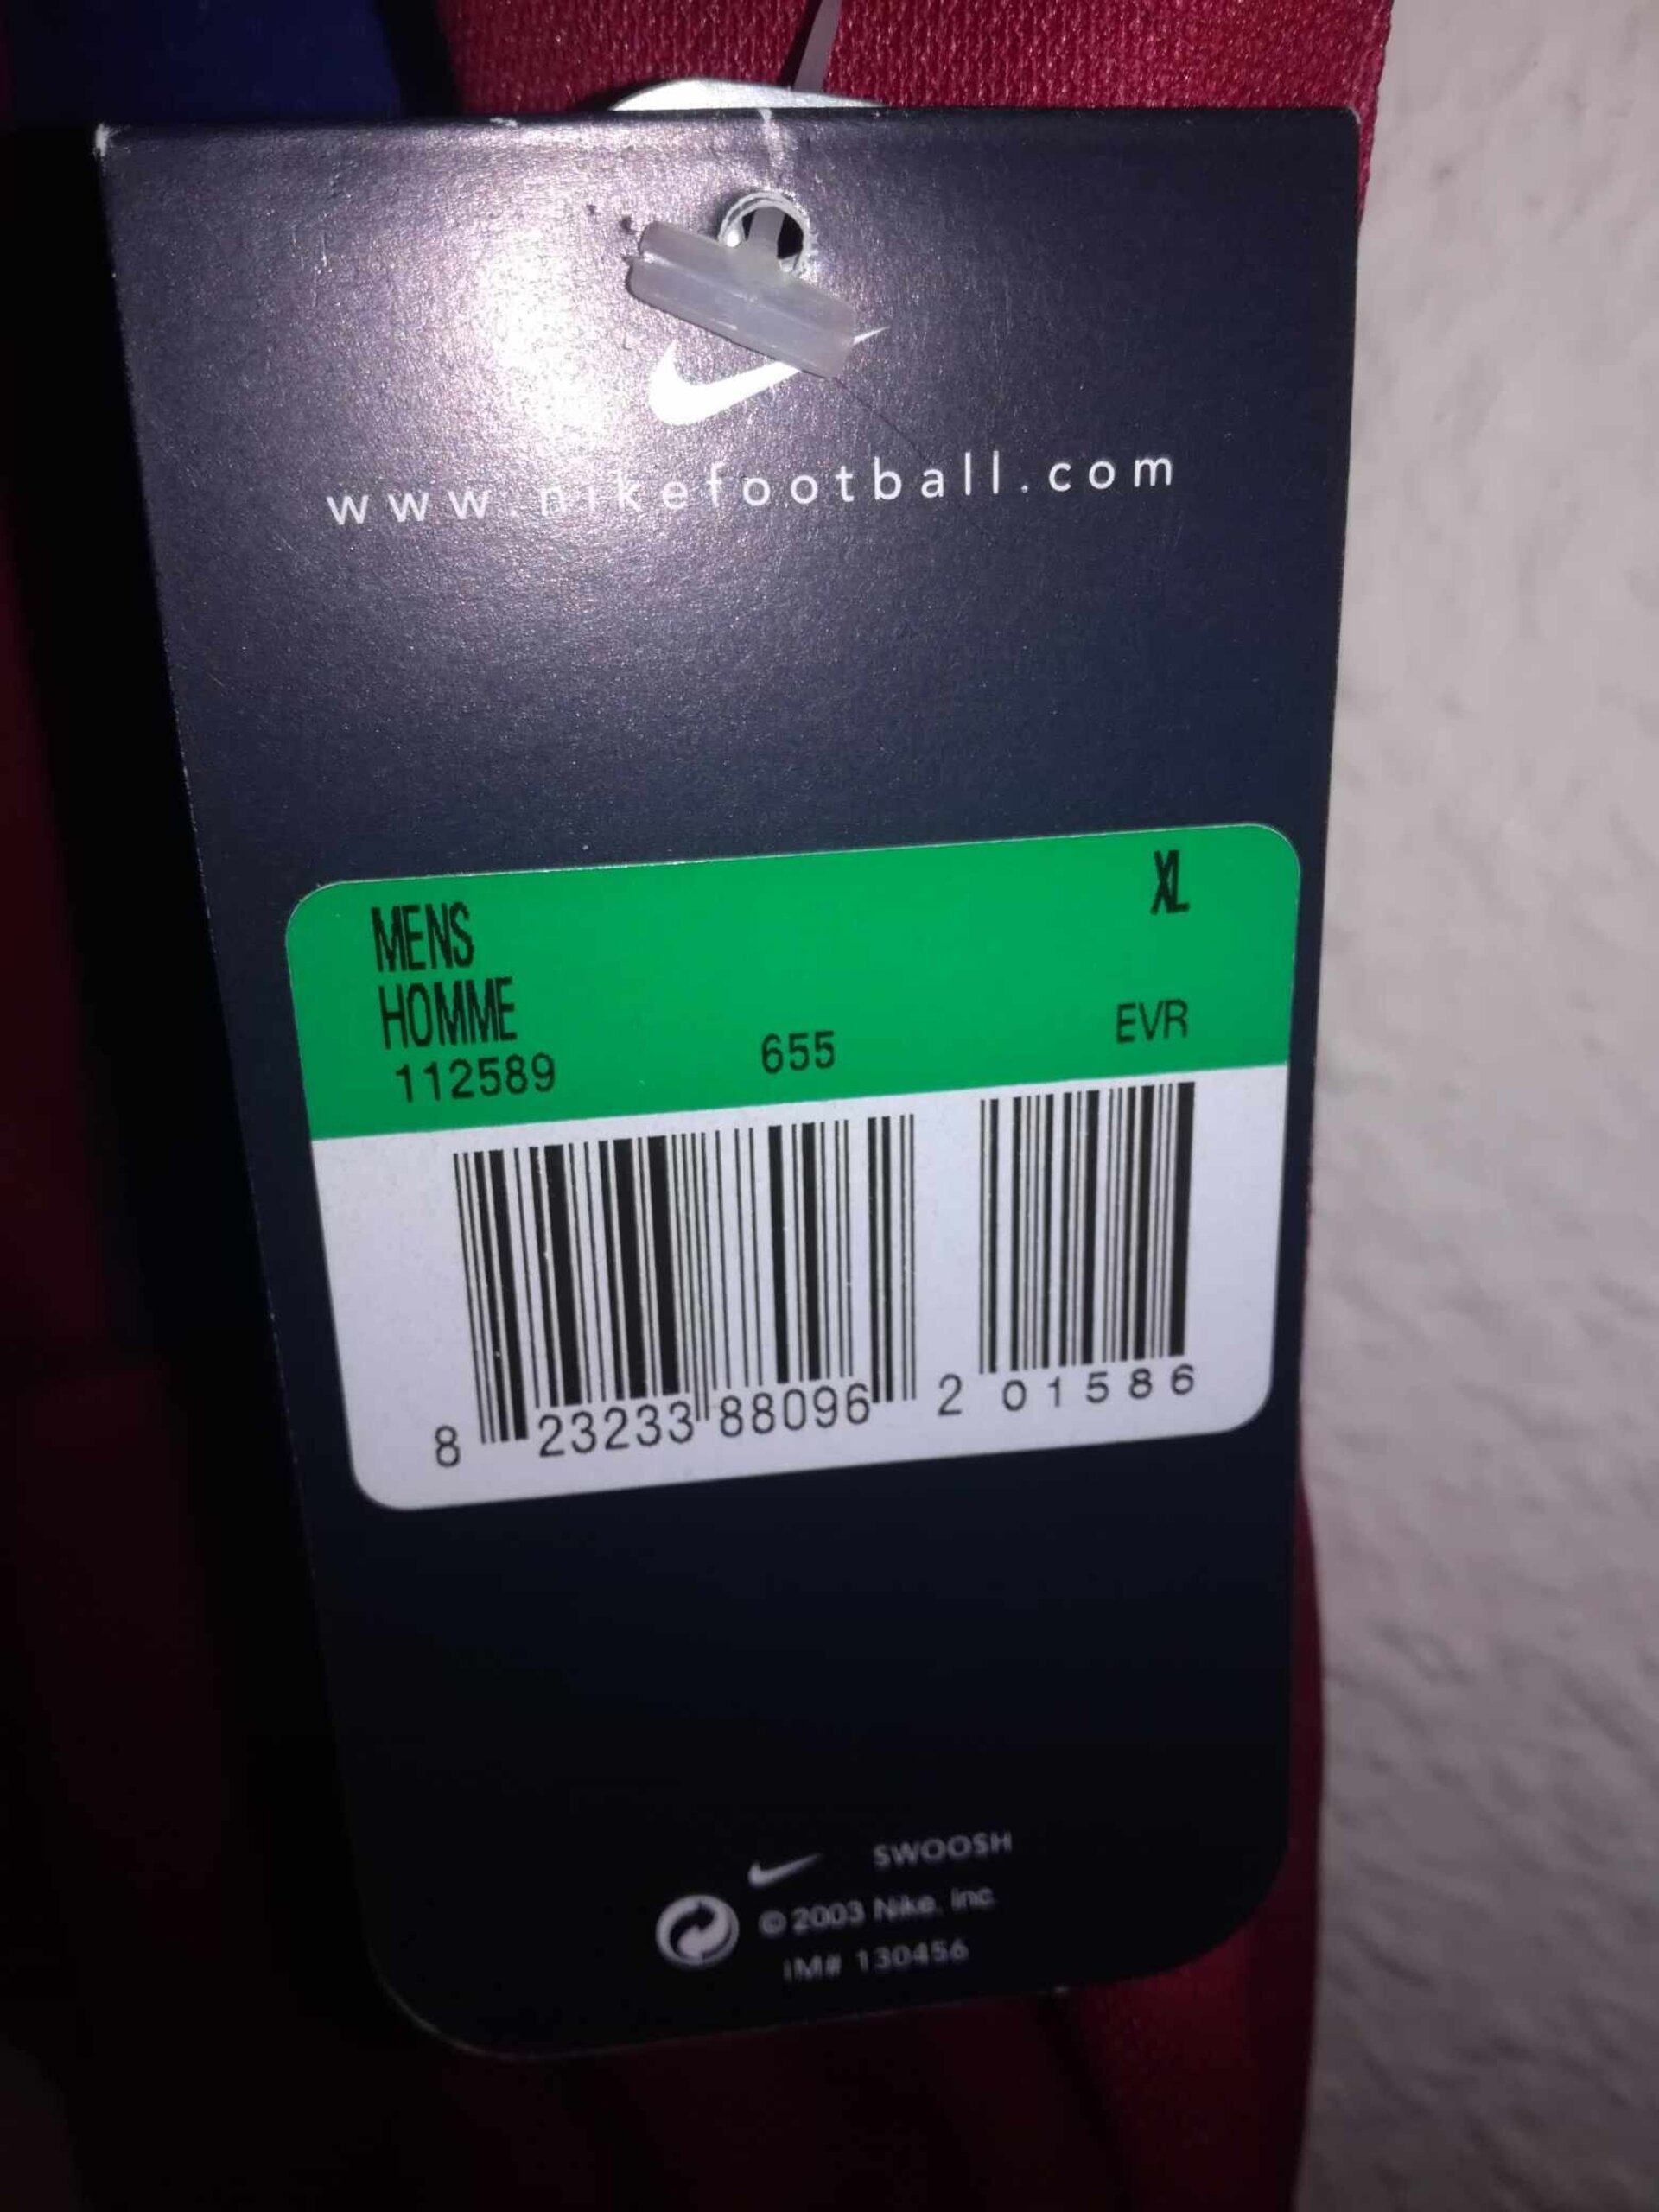 www.nikefootball.com
XL
MENS
HOMME
112589 655 EVR
8 23233 88096 2 01586
SWOOSH
© 2003 Nike, Inc.
IM# 130456